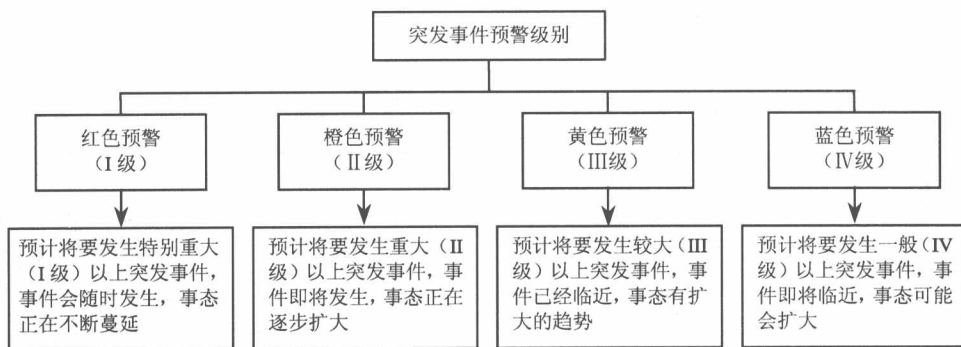 突发事件预警级别
红色预警
（I 级）
橙色预警
（II级）
黄色预警
（III级）
蓝色预警
（IV级）
预计将要发生特别重大
（I 级）以上突发事件，
事件会随时发生，事态
正在不断蔓延
预计将要发生重大（II
级）以上突发事件，事
件即将发生，事态正在
逐步扩大
预计将要发生较大（III
级）以上突发事件，事
件已经临近，事态有扩
大的趋势
预计将要发生一般（IV
级）以上突发事件，事
件即将临近，事态可能
会扩大